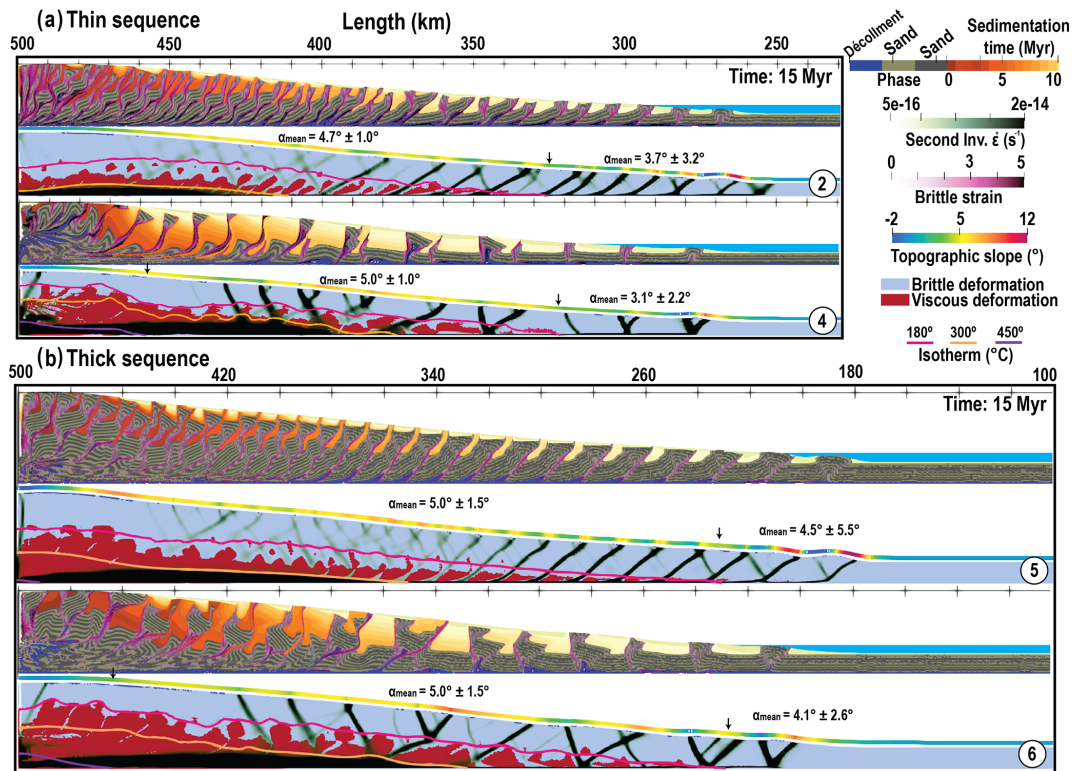 (a) Thin sequence
Length (km)
500 450 400 350 300 250
Time: 15 Myr
αmean = 4.7° ± 1.0°
αmean = 3.7° ± 3.2°
2
αmean = 5.0° ± 1.0°
αmean = 3.1° ± 2.2°
4
Décollment
Sand
Sand
Sedimentation
time (Myr)
0 5 10
Phase
5e-16 2e-14
Second Inv. ε̇ (s⁻¹)
0 3 5
Brittle strain
-2 5 12
Topographic slope (°)
Brittle deformation
Viscous deformation
180º 300º 450º
Isotherm (°C)
(b) Thick sequence
500 420 340 260 180 100
Time: 15 Myr
αmean = 5.0° ± 1.5°
αmean = 4.5° ± 5.5°
5
αmean = 5.0° ± 1.5°
αmean = 4.1° ± 2.6°
6